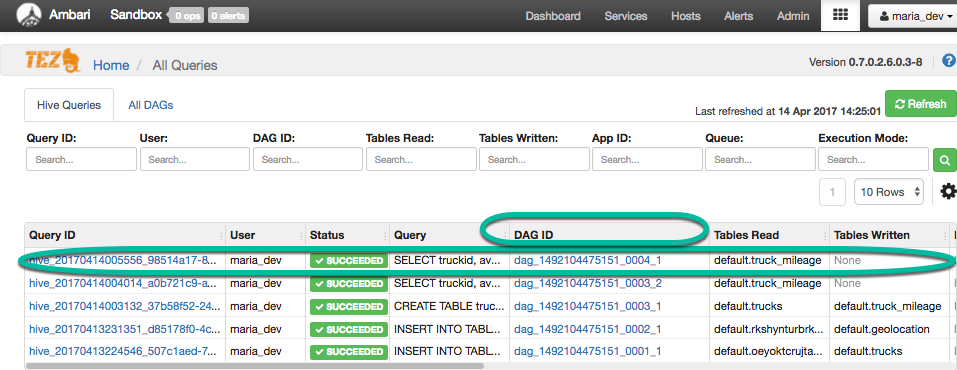 Ambari Sandbox 0 ops 0 alerts Dashboard Services Hosts Alerts Admin maria_dev
TEZ Home / All Queries Version 0.7.0.2.6.0.3-8 ?
Hive Queries All DAGs Last refreshed at 14 Apr 2017 14:25:01 Refresh
Query ID: User: DAG ID: Tables Read: Tables Written: App ID: Queue: Execution Mode:
Search... Search... Search... Search... Search... Search... Search... Search...
1 10 Rows
Query ID User Status Query DAG ID Tables Read Tables Written
hive_20170414005556_98514a17-8... maria_dev SUCCEEDED SELECT truckid, av... dag_1492104475151_0004_1 default.truck_mileage None
hive_20170414004014_a0b721c9-a... maria_dev SUCCEEDED SELECT truckid, av... dag_1492104475151_0003_2 default.truck_mileage None
hive_20170414003132_37b58f52-24... maria_dev SUCCEEDED CREATE TABLE truc... dag_1492104475151_0003_1 default.trucks default.truck_mileage
hive_20170413231351_d85178f0-4c... maria_dev SUCCEEDED INSERT INTO TABL... dag_1492104475151_0002_1 default.rkshynturbrk... default.geolocation
hive_20170413224546_507c1aed-7... maria_dev SUCCEEDED INSERT INTO TABL... dag_1492104475151_0001_1 default.oeyoktcrujta... default.trucks